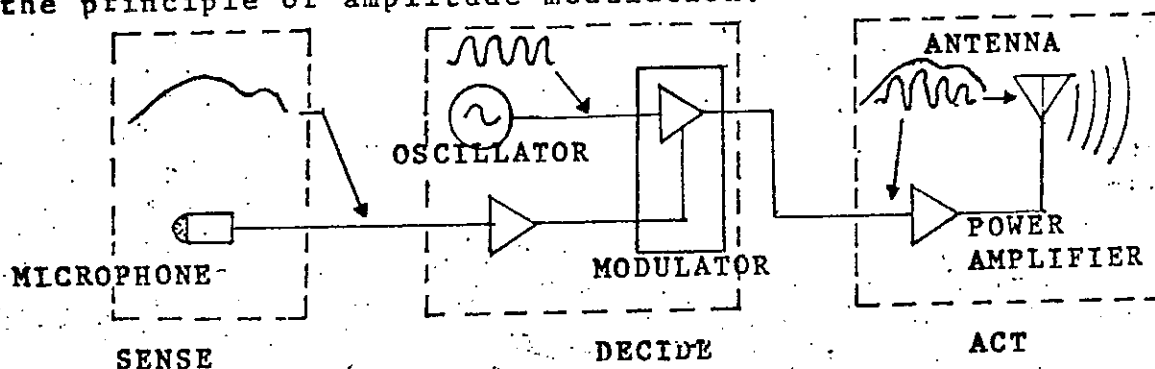 the principle of amplitude modulation.
ANTENNA
OSCILLATOR
MICROPHONE
MODULATOR
POWER
AMPLIFIER
SENSE
DECIDE
ACT